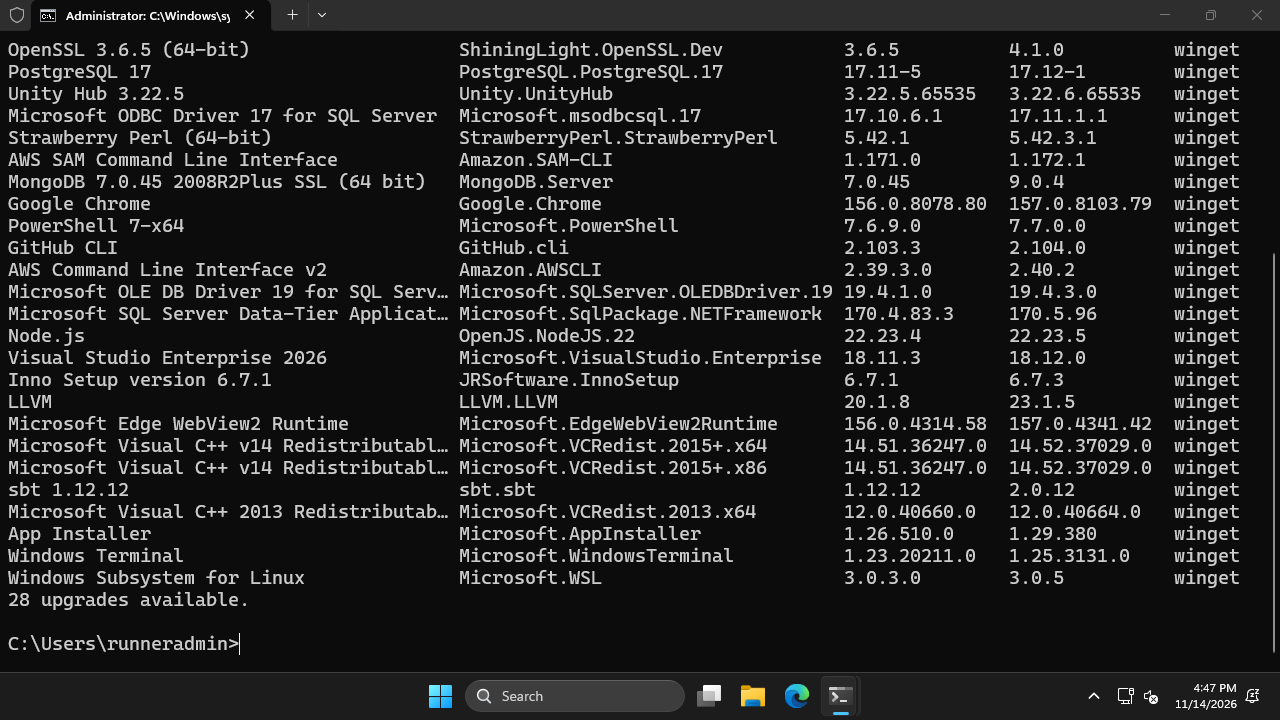 Administrator: C:\Windows\sy
OpenSSL 3.6.5 (64-bit) ShiningLight.OpenSSL.Dev 3.6.5 4.1.0 winget
PostgreSQL 17 PostgreSQL.PostgreSQL.17 17.11-5 17.12-1 winget
Unity Hub 3.22.5 Unity.UnityHub 3.22.5.65535 3.22.6.65535 winget
Microsoft ODBC Driver 17 for SQL Server Microsoft.msodbcsql.17 17.10.6.1 17.11.1.1 winget
Strawberry Perl (64-bit) StrawberryPerl.StrawberryPerl 5.42.1 5.42.3.1 winget
AWS SAM Command Line Interface Amazon.SAM-CLI 1.171.0 1.172.1 winget
MongoDB 7.0.45 2008R2Plus SSL (64 bit) MongoDB.Server 7.0.45 9.0.4 winget
Google Chrome Google.Chrome 156.0.8078.80 157.0.8103.79 winget
PowerShell 7-x64 Microsoft.PowerShell 7.6.9.0 7.7.0.0 winget
GitHub CLI GitHub.cli 2.103.3 2.104.0 winget
AWS Command Line Interface v2 Amazon.AWSCLI 2.39.3.0 2.40.2 winget
Microsoft OLE DB Driver 19 for SQL Serv… Microsoft.SQLServer.OLEDBDriver.19 19.4.1.0 19.4.3.0 winget
Microsoft SQL Server Data-Tier Applicat… Microsoft.SqlPackage.NETFramework 170.4.83.3 170.5.96 winget
Node.js OpenJS.NodeJS.22 22.23.4 22.23.5 winget
Visual Studio Enterprise 2026 Microsoft.VisualStudio.Enterprise 18.11.3 18.12.0 winget
Inno Setup version 6.7.1 JRSoftware.InnoSetup 6.7.1 6.7.3 winget
LLVM LLVM.LLVM 20.1.8 23.1.5 winget
Microsoft Edge WebView2 Runtime Microsoft.EdgeWebView2Runtime 156.0.4314.58 157.0.4341.42 winget
Microsoft Visual C++ v14 Redistributabl… Microsoft.VCRedist.2015+.x64 14.51.36247.0 14.52.37029.0 winget
Microsoft Visual C++ v14 Redistributabl… Microsoft.VCRedist.2015+.x86 14.51.36247.0 14.52.37029.0 winget
sbt 1.12.12 sbt.sbt 1.12.12 2.0.12 winget
Microsoft Visual C++ 2013 Redistributab… Microsoft.VCRedist.2013.x64 12.0.40660.0 12.0.40664.0 winget
App Installer Microsoft.AppInstaller 1.26.510.0 1.29.380 winget
Windows Terminal Microsoft.WindowsTerminal 1.23.20211.0 1.25.3131.0 winget
Windows Subsystem for Linux Microsoft.WSL 3.0.3.0 3.0.5 winget
28 upgrades available.
C:\Users\runneradmin>
Search
4:47 PM
11/14/2026